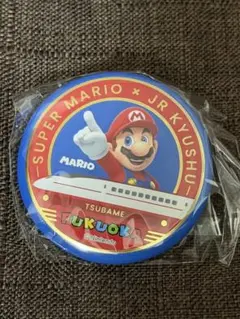 SUPER MARIO × JR KYUSHU
MARIO
TSUBAME
FUKUOKA